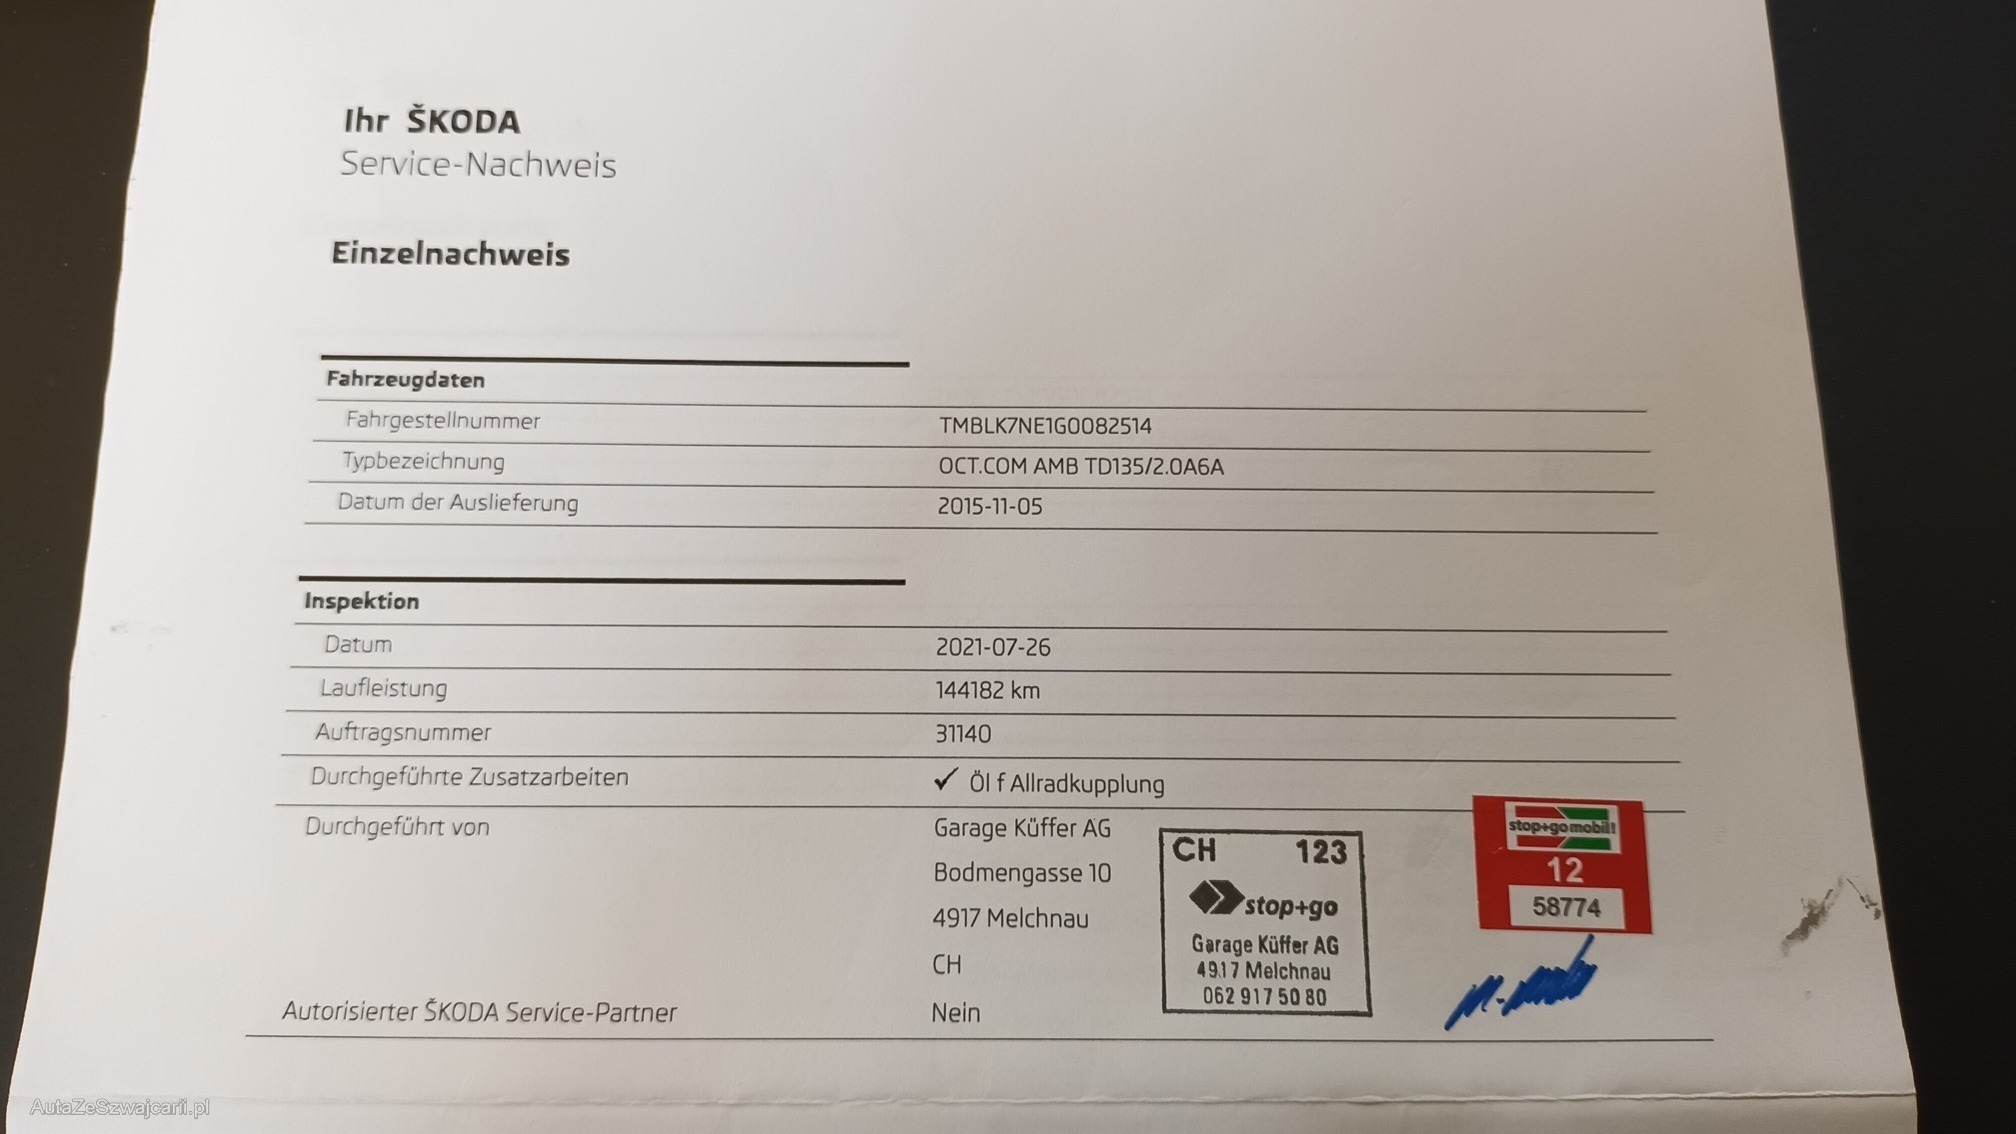 Ihr ŠKODA
Service-Nachweis
Einzelnachweis
Fahrzeugdaten
Fahrgestellnummer TMBLK7NE1G0082514
Typbezeichnung OCT.COM AMB TD135/2.0A6A
Datum der Auslieferung 2015-11-05
Inspektion
Datum 2021-07-26
Laufleistung 144182 km
Auftragsnummer 31140
Durchgeführte Zusatzarbeiten ✓ Öl f Allradkupplung
Durchgeführt von Garage Küffer AG
Bodmengasse 10
4917 Melchnau
CH
Autorisierter ŠKODA Service-Partner Nein
CH 123
stop+go
Garage Küffer AG
4917 Melchnau
062 917 50 80
stop+go mobil!
12
58774
AutaZeSzwajcarii.pl